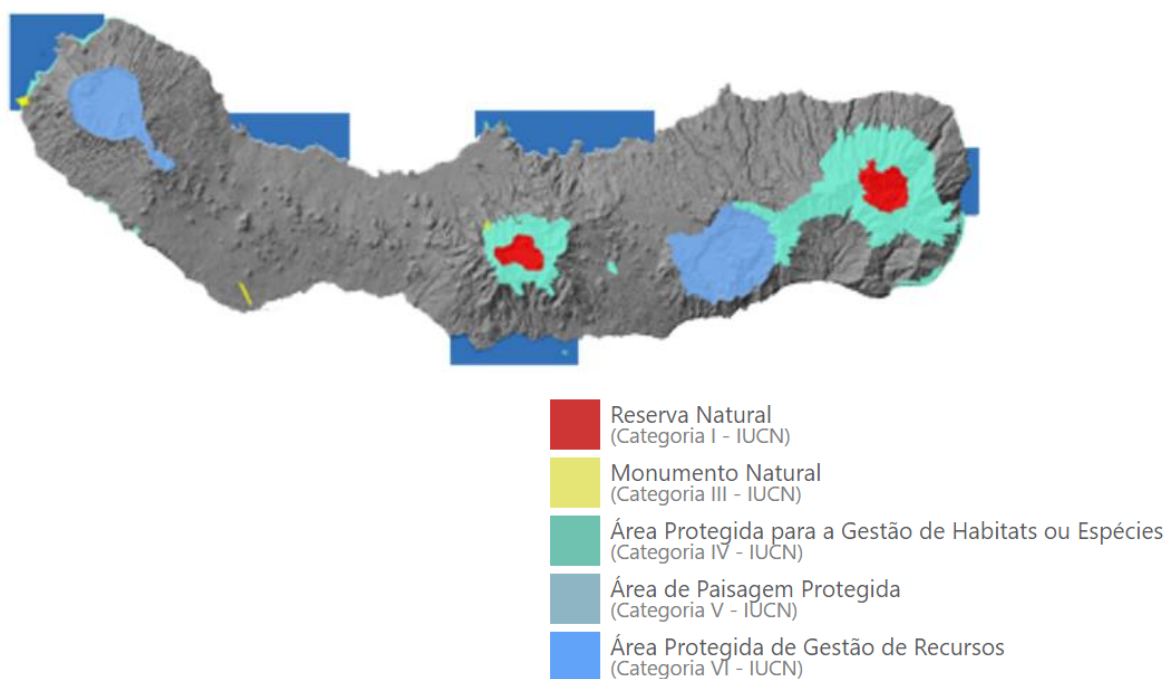 Reserva Natural
(Categoria I - IUCN)
Monumento Natural
(Categoria III - IUCN)
Área Protegida para a Gestão de Habitats ou Espécies
(Categoria IV - IUCN)
Área de Paisagem Protegida
(Categoria V - IUCN)
Área Protegida de Gestão de Recursos
(Categoria VI - IUCN)